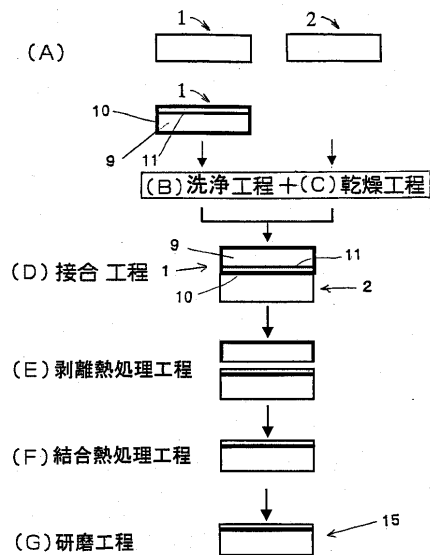 1 2
(A)
1
10
9 11
(B)洗浄工程+(C)乾燥工程
9 11
(D)接合 工程 1
10 2
(E)剥離熱処理工程
(F)結合熱処理工程
15
(G)研磨工程